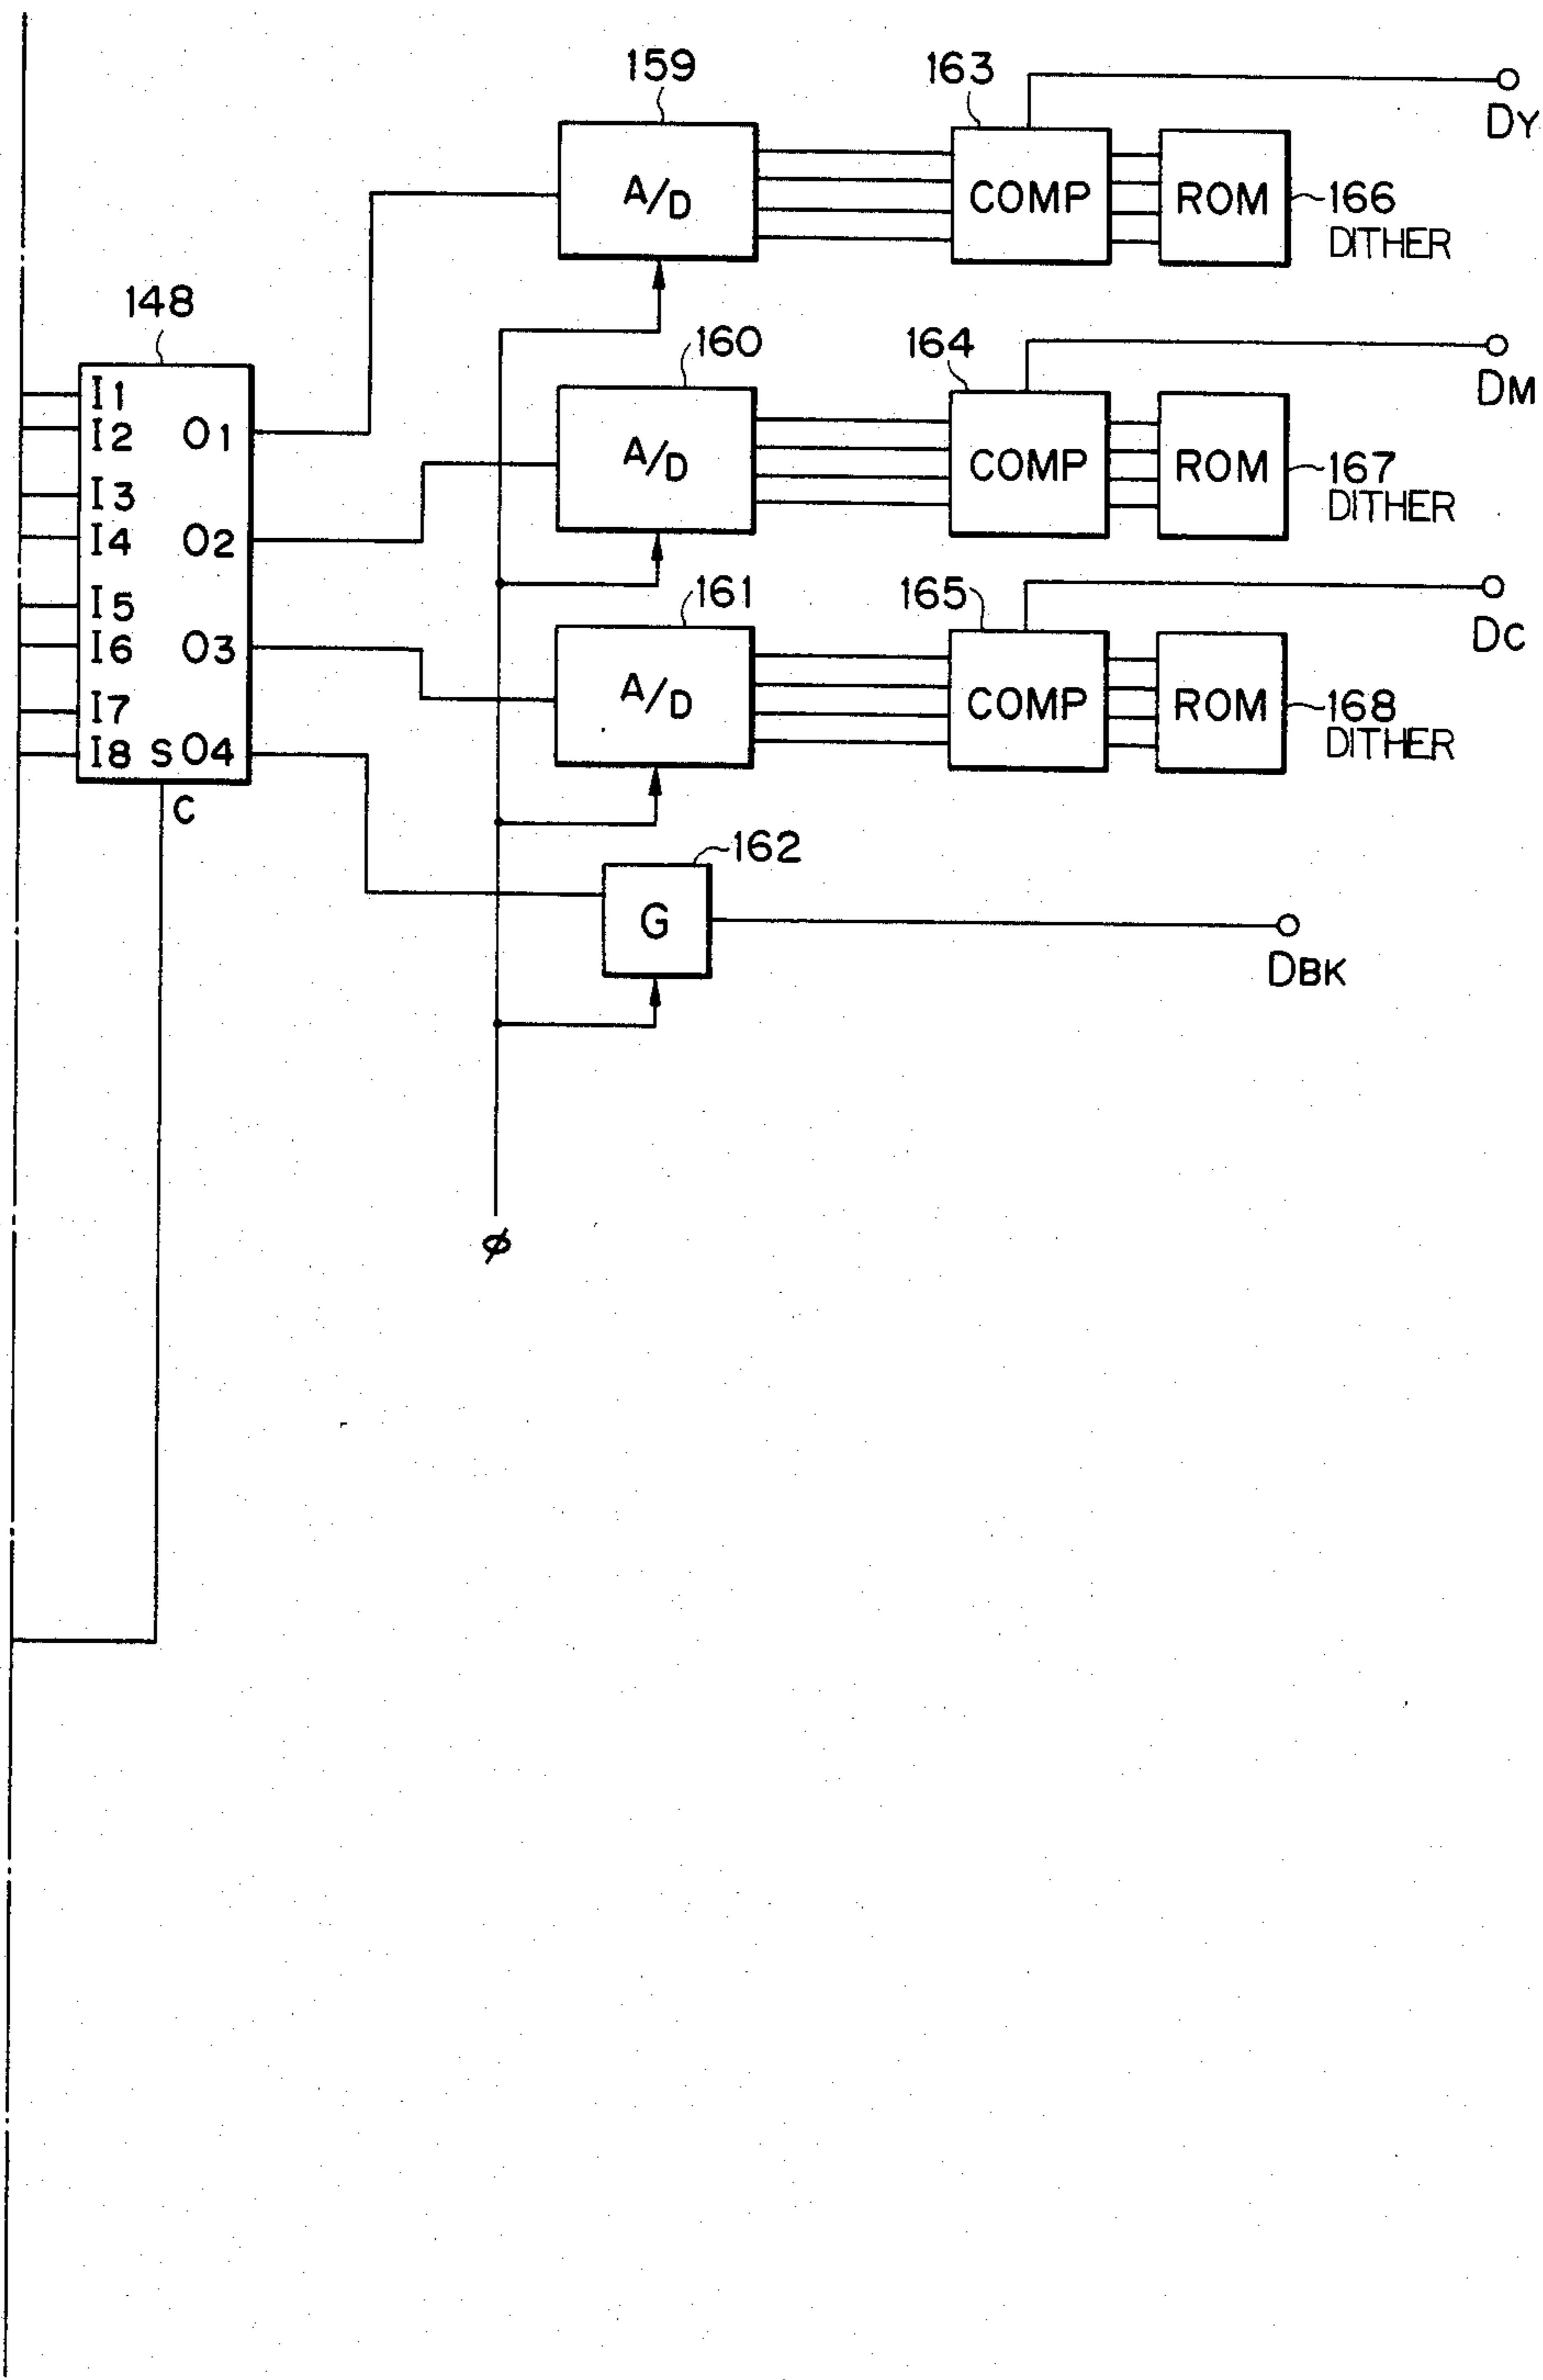 159
163
DY
A/D
COMP
ROM
166
DITHER
148
160
164
DM
I1
I2
O1
A/D
COMP
ROM
167
DITHER
I3
I4
O2
161
165
DC
I5
I6
O3
A/D
COMP
ROM
168
DITHER
I7
I8
S
O4
C
162
G
DBK
φ